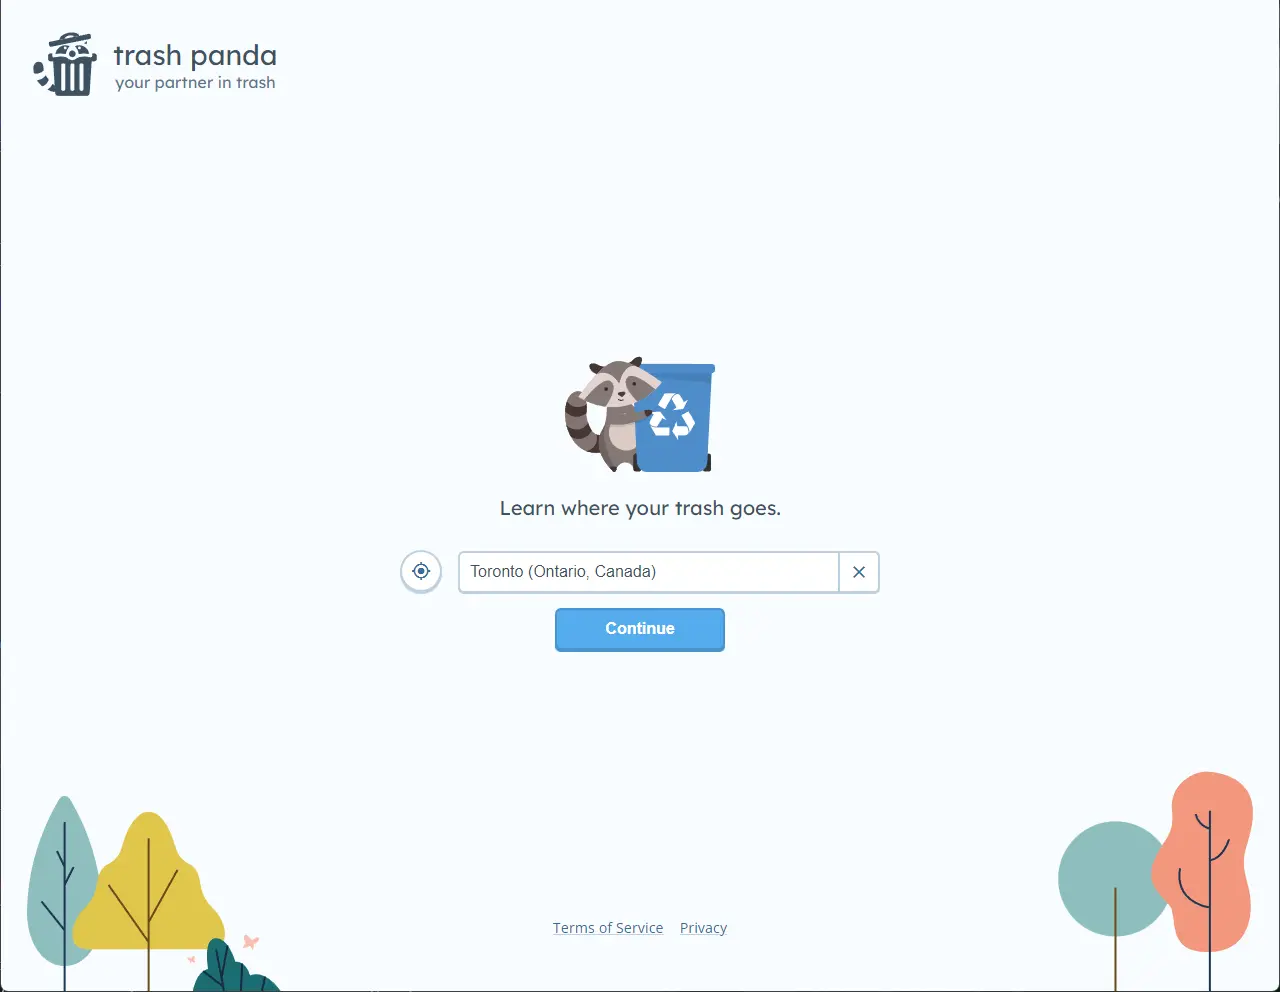 trash panda
your partner in trash
Learn where your trash goes.
Toronto (Ontario, Canada)
Continue
Terms of Service Privacy